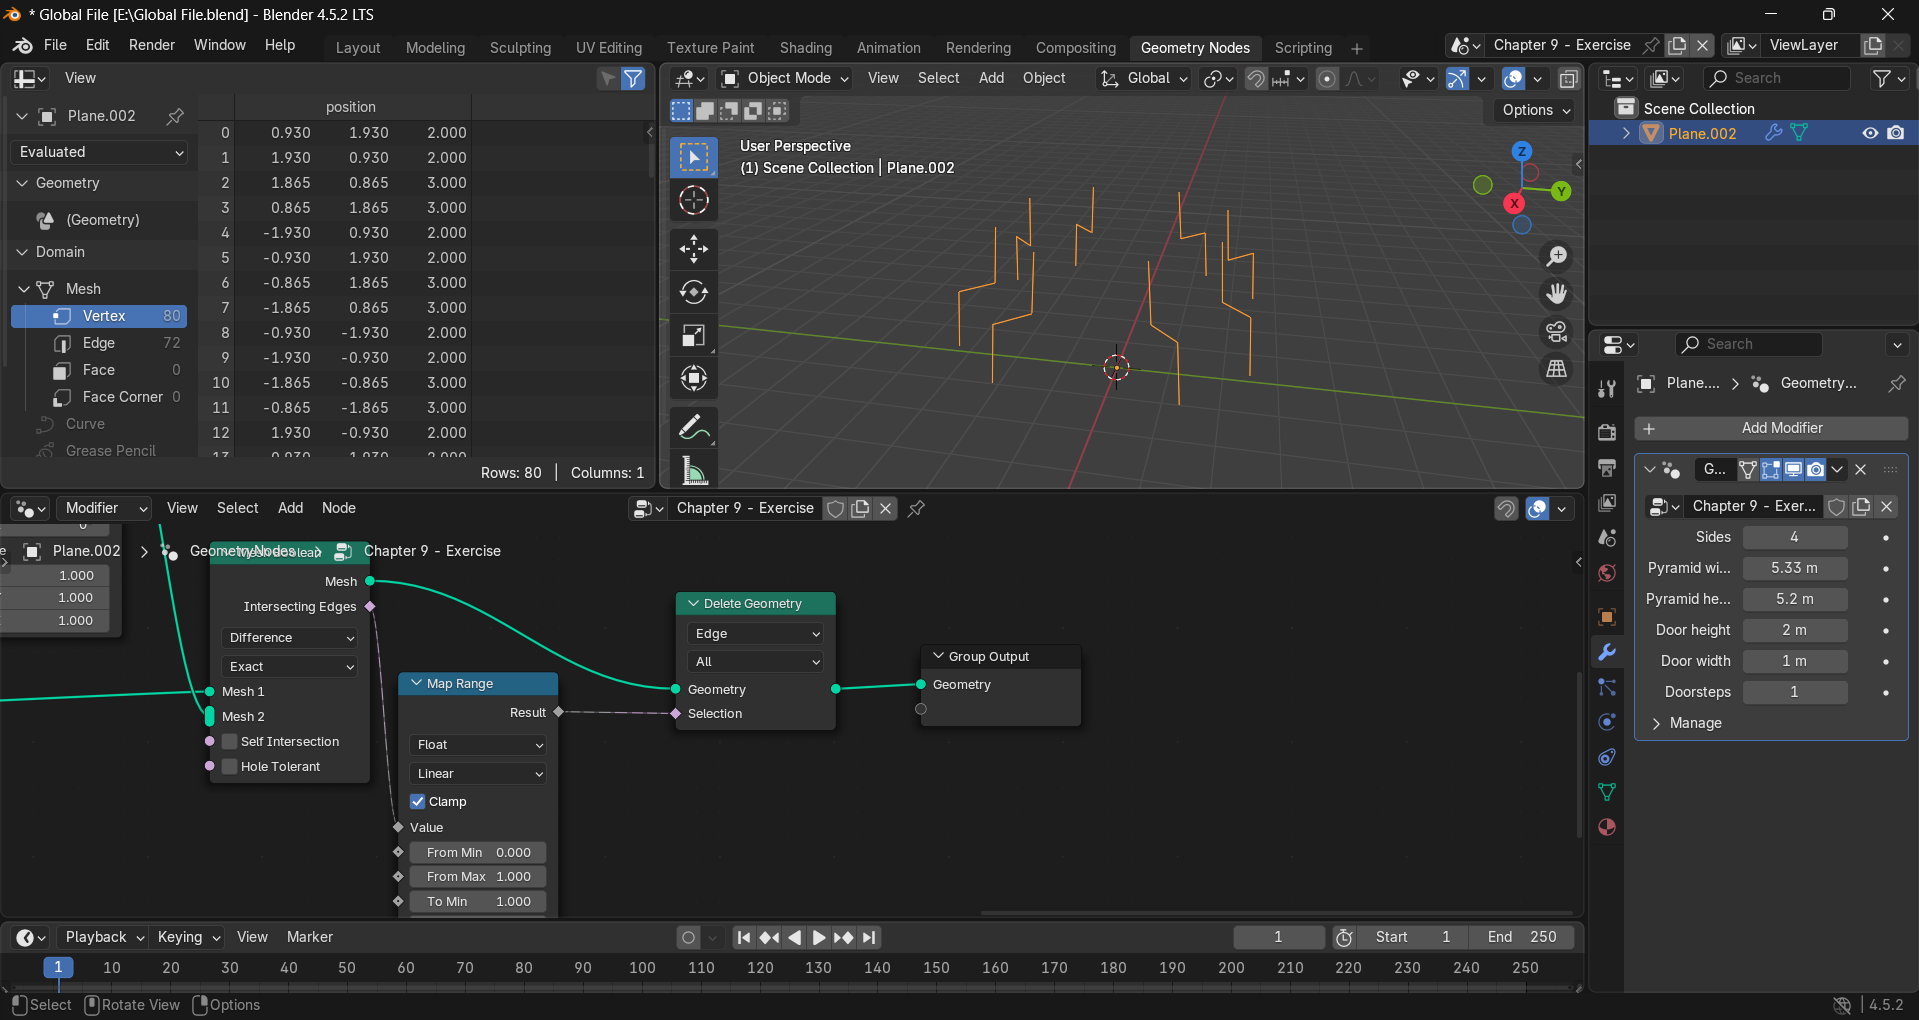 * Global File [E:\Global File.blend] - Blender 4.5.2 LTS
File Edit Render Window Help Layout Modeling Sculpting UV Editing Texture Paint Shading Animation Rendering Compositing Geometry Nodes Scripting Chapter 9 - Exercise ViewLayer
View
Plane.002
Evaluated
Geometry
(Geometry)
Domain
Mesh
Vertex 80
Edge 72
Face 0
Face Corner 0
Curve
Grease Pencil
position
0 0.930 1.930 2.000
1 1.930 0.930 2.000
2 1.865 0.865 3.000
3 0.865 1.865 3.000
4 -1.930 0.930 2.000
5 -0.930 1.930 2.000
6 -0.865 1.865 3.000
7 -1.865 0.865 3.000
8 -0.930 -1.930 2.000
9 -1.930 -0.930 2.000
10 -1.865 -0.865 3.000
11 -0.865 -1.865 3.000
12 1.930 -0.930 2.000
Rows: 80 | Columns: 1
Object Mode View Select Add Object Global
Options
User Perspective
(1) Scene Collection | Plane.002
Z
Y
X
Search
Scene Collection
Plane.002
Search
Plane.... Geometry...
Add Modifier
G...
Chapter 9 - Exer...
Sides 4
Pyramid wi... 5.33 m
Pyramid he... 5.2 m
Door height 2 m
Door width 1 m
Doorsteps 1
Manage
Modifier View Select Add Node Chapter 9 - Exercise
Plane.002 GeometryNodes Chapter 9 - Exercise
1.000
1.000
1.000
Mesh Boolean
Mesh
Intersecting Edges
Difference
Exact
Mesh 1
Mesh 2
Self Intersection
Hole Tolerant
Map Range
Result
Float
Linear
Clamp
Value
From Min 0.000
From Max 1.000
To Min 1.000
Delete Geometry
Edge
All
Geometry
Selection
Group Output
Geometry
Playback Keying View Marker 1 Start 1 End 250
1 10 20 30 40 50 60 70 80 90 100 110 120 130 140 150 160 170 180 190 200 210 220 230 240 250
Select Rotate View Options 4.5.2